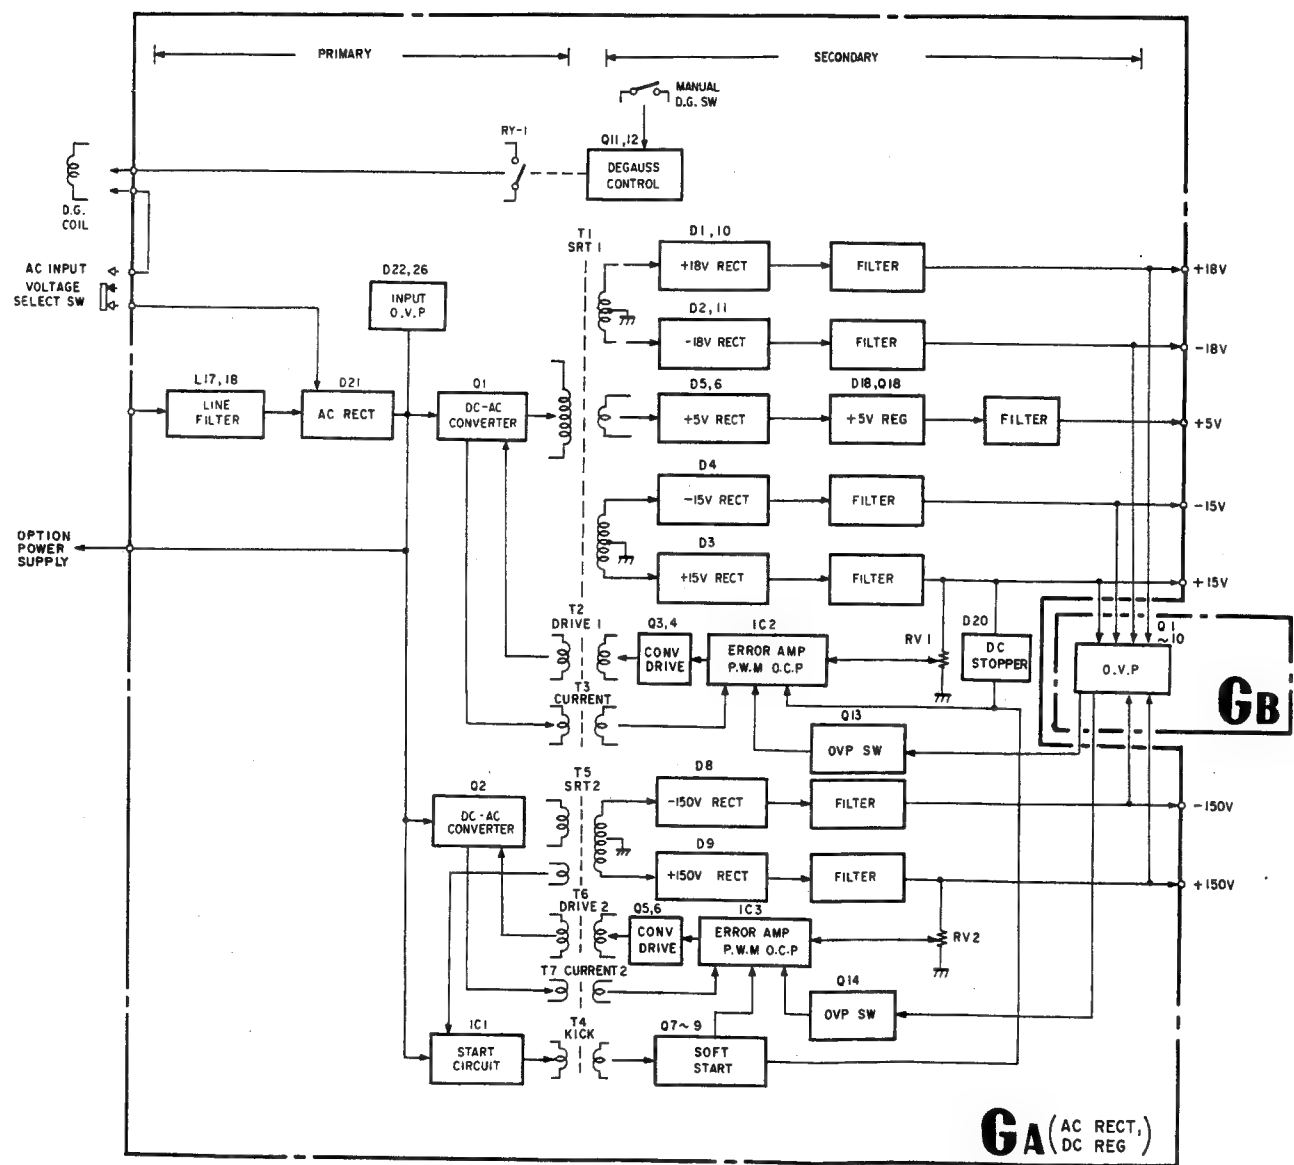 PRIMARY
SECONDARY
MANUAL
D.G. SW
RY-1
Q11,12
DEGAUSS
CONTROL
D.G.
COIL
T1
SRT 1
D1,10
+18V RECT
FILTER
+18V
AC INPUT
VOLTAGE
SELECT SW
D22,26
INPUT
O.V.P
D2,11
-18V RECT
FILTER
-18V
L17,18
LINE
FILTER
D21
AC RECT
Q1
DC-AC
CONVERTER
D5,6
+5V RECT
D18,Q18
+5V REG
FILTER
+5V
D4
-15V RECT
FILTER
-15V
OPTION
POWER
SUPPLY
D3
+15V RECT
FILTER
+15V
T2
DRIVE 1
Q3,4
CONV
DRIVE
IC2
ERROR AMP
P.W.M O.C.P
RV1
D20
DC
STOPPER
Q1
~10
O.V.P
GB
T3
CURRENT
Q13
OVP SW
T5
SRT2
D8
-150V RECT
FILTER
-150V
Q2
DC-AC
CONVERTER
D9
+150V RECT
FILTER
+150V
T6
DRIVE 2
Q5,6
CONV
DRIVE
IC3
ERROR AMP
P.W.M O.C.P
RV2
T7 CURRENT2
Q14
OVP SW
IC1
START
CIRCUIT
T4
KICK
Q7~9
SOFT
START
GA (AC RECT,
DC REG)